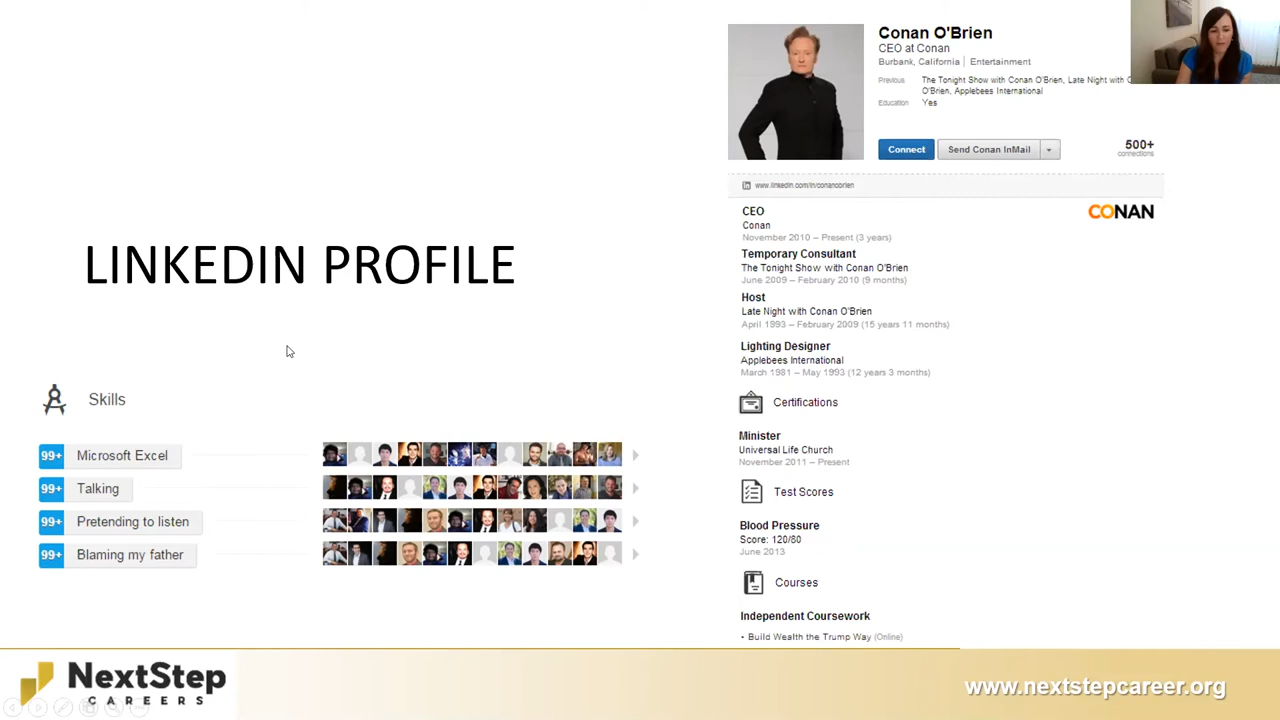 LINKEDIN PROFILE
Skills
99+ Microsoft Excel
99+ Talking
99+ Pretending to listen
99+ Blaming my father
Conan O'Brien
CEO at Conan
Burbank, California | Entertainment
Previous The Tonight Show with Conan O'Brien, Late Night with C
O'Brien, Applebees International
Education Yes
Connect Send Conan InMail 500+
connections
in www.linkedin.com/in/conanobrien
CEO CONAN
Conan
November 2010 – Present (3 years)
Temporary Consultant
The Tonight Show with Conan O'Brien
June 2009 – February 2010 (9 months)
Host
Late Night with Conan O'Brien
April 1993 – February 2009 (15 years 11 months)
Lighting Designer
Applebees International
March 1981 – May 1993 (12 years 3 months)
Certifications
Minister
Universal Life Church
November 2011 – Present
Test Scores
Blood Pressure
Score: 120/80
June 2013
Courses
Independent Coursework
• Build Wealth the Trump Way (Online)
NextStep
CAREERS
www.nextstepcareer.org